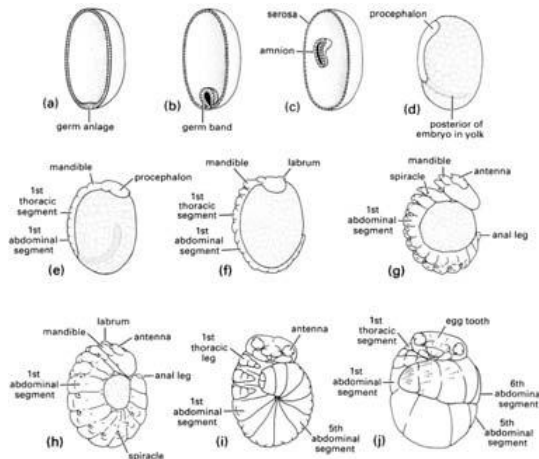 (a)
germ anlage
(b)
germ band
serosa
amnion
(c)
procephalon
(d)
posterior of
embryo in yolk
mandible
procephalon
1st
thoracic
segment
1st
abdominal
segment
(e)
mandible
labrum
1st
thoracic
segment
1st
abdominal
segment
(f)
mandible
spiracle
antenna
1st
abdominal
segment
anal leg
(g)
labrum
mandible
antenna
1st
abdominal
segment
anal leg
(h)
spiracle
1st
thoracic
leg
antenna
1st
abdominal
segment
(i)
5th
abdominal
segment
egg tooth
1st
thoracic
segment
1st
abdominal
segment
6th
abdominal
segment
5th
abdominal
segment
(j)